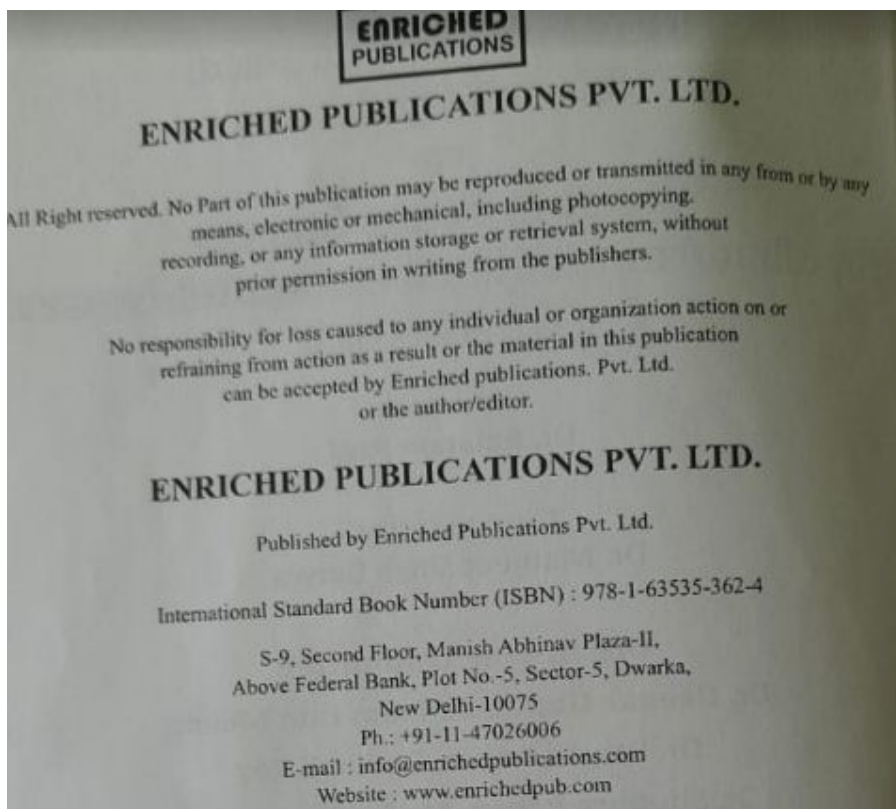 ENRICHED
PUBLICATIONS
ENRICHED PUBLICATIONS PVT. LTD.
All Right reserved. No Part of this publication may be reproduced or transmitted in any from or by any
means, electronic or mechanical, including photocopying.
recording, or any information storage or retrieval system, without
prior permission in writing from the publishers.
No responsibility for loss caused to any individual or organization action on or
refraining from action as a result or the material in this publication
can be accepted by Enriched publications. Pvt. Ltd.
or the author/editor.
ENRICHED PUBLICATIONS PVT. LTD.
Published by Enriched Publications Pvt. Ltd.
International Standard Book Number (ISBN) : 978-1-63535-362-4
S-9, Second Floor, Manish Abhinav Plaza-II,
Above Federal Bank, Plot No.-5, Sector-5, Dwarka,
New Delhi-10075
Ph.: +91-11-47026006
E-mail : info@enrichedpublications.com
Website : www.enrichedpub.com